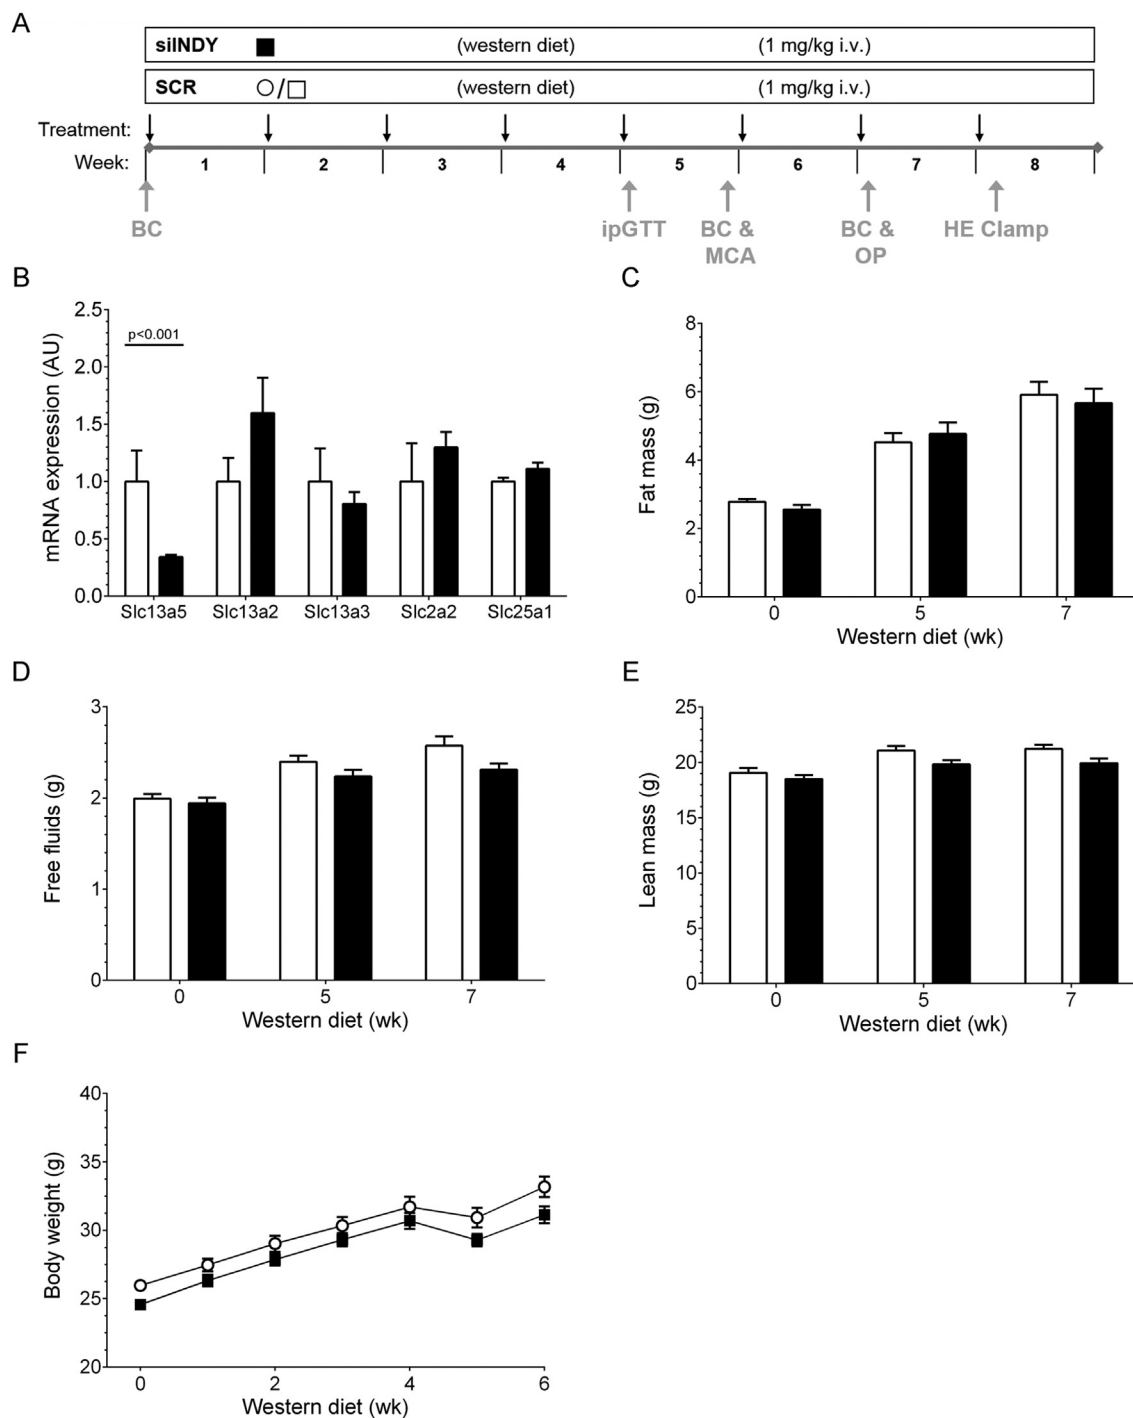 A
siINDY (western diet) (1 mg/kg i.v.)
SCR / (western diet) (1 mg/kg i.v.)
Treatment:
Week: 1 2 3 4 5 6 7 8
BC ipGTT BC & MCA BC & OP HE Clamp
B
mRNA expression (AU)
2.5
2.0
1.5
1.0
0.5
0.0
p<0.001
Slc13a5 Slc13a2 Slc13a3 Slc2a2 Slc25a1
C
Fat mass (g)
8
6
4
2
0
0 5 7
Western diet (wk)
D
Free fluids (g)
3
2
1
0
0 5 7
Western diet (wk)
E
Lean mass (g)
25
20
15
10
5
0
0 5 7
Western diet (wk)
F
Body weight (g)
40
35
30
25
20
0 2 4 6
Western diet (wk)